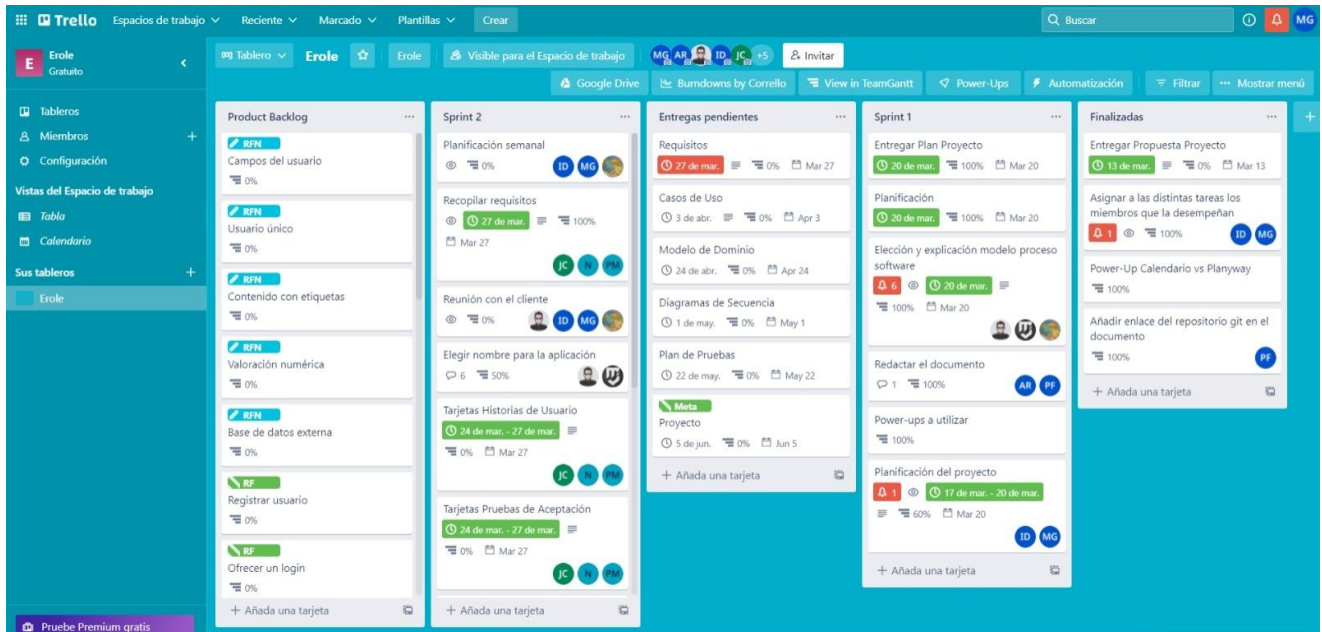 Trello Espacios de trabajo Reciente Marcado Plantillas Crear Buscar MG
E Erole
Gratuito
Tableros
Miembros +
Configuración
Vistas del Espacio de trabajo
Tabla
Calendario
Sus tableros +
Erole
Pruebe Premium gratis
Tablero Erole Erole Visible para el Espacio de trabajo MG AR ID JC +5 Invitar
Google Drive Burndowns by Corrello View in TeamGantt Power-Ups Automatización Filtrar Mostrar menú
Product Backlog
RFN
Campos del usuario
0%
RFN
Usuario único
0%
RFN
Contenido con etiquetas
0%
RFN
Valoración numérica
0%
RFN
Base de datos externa
0%
RF
Registrar usuario
0%
RF
Ofrecer un login
0%
+ Añada una tarjeta
Sprint 2
Planificación semanal
0% ID MG
Recopilar requisitos
27 de mar. 100%
Mar 27
JC N PM
Reunión con el cliente
0% ID MG
Elegir nombre para la aplicación
6 50%
Tarjetas Historias de Usuario
24 de mar. - 27 de mar.
0% Mar 27
JC N PM
Tarjetas Pruebas de Aceptación
24 de mar. - 27 de mar.
0% Mar 27
JC N PM
+ Añada una tarjeta
Entregas pendientes
Requisitos
27 de mar. 0% Mar 27
Casos de Uso
3 de abr. 0% Apr 3
Modelo de Dominio
24 de abr. 0% Apr 24
Diagramas de Secuencia
1 de may. 0% May 1
Plan de Pruebas
22 de may. 0% May 22
Meta
Proyecto
5 de jun. 0% Jun 5
+ Añada una tarjeta
Sprint 1
Entregar Plan Proyecto
20 de mar. 100% Mar 20
Planificación
20 de mar. 100% Mar 20
Elección y explicación modelo proceso
software
6 20 de mar.
100% Mar 20
Redactar el documento
1 100% AR PF
Power-ups a utilizar
100%
Planificación del proyecto
1 17 de mar. - 20 de mar.
60% Mar 20
ID MG
+ Añada una tarjeta
Finalizadas
Entregar Propuesta Proyecto
13 de mar. 0% Mar 13
Asignar a las distintas tareas los
miembros que la desempeñan
1 100% ID MG
Power-Up Calendario vs Planyway
100%
Añadir enlace del repositorio git en el
documento
100% PF
+ Añada una tarjeta